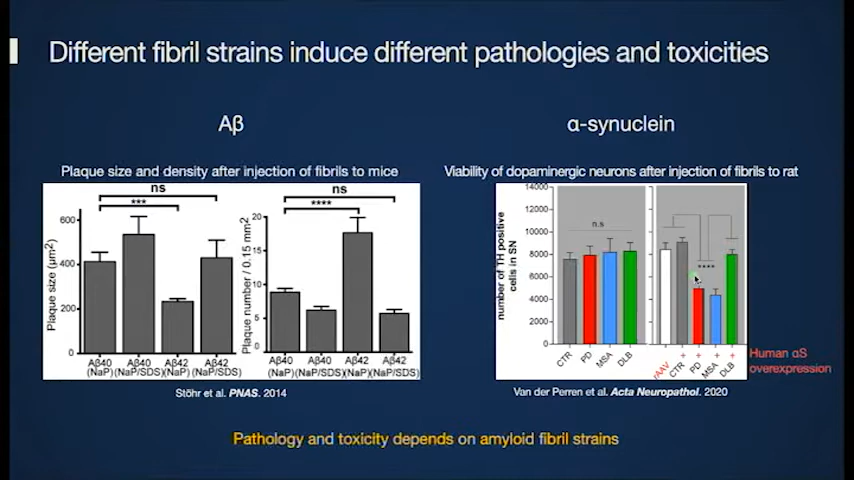 Different fibril strains induce different pathologies and toxicities
Aβ
Plaque size and density after injection of fibrils to mice
ns
***
600
400
200
0
Plaque size (μm2)
Aβ40 Aβ40 Aβ42 Aβ42
(NaP) (NaP/SDS) (NaP) (NaP/SDS)
ns
****
20
15
10
5
0
Plaque number / 0.15 mm2
Aβ40 Aβ40 Aβ42 Aβ42
(NaP) (NaP/SDS) (NaP) (NaP/SDS)
Stöhr et al. PNAS. 2014
α-synuclein
Viability of dopaminergic neurons after injection of fibrils to rat
number of TH positive
cells in SN
14000
12000
10000
8000
6000
4000
2000
0
n.s
CTR PD MSA DLB
****
+ + + +
rAAV CTR PD MSA DLB
Human αS
overexpression
Van der Perren et al. Acta Neuropathol. 2020
Pathology and toxicity depends on amyloid fibril strains